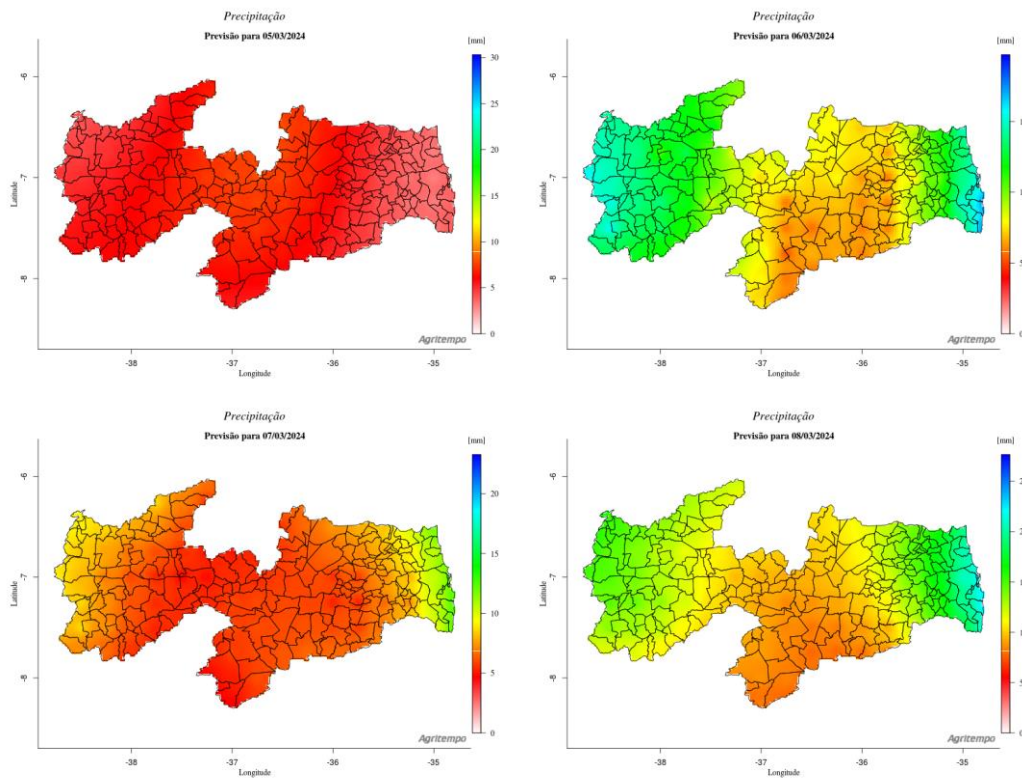 Precipitação
Previsão para 05/03/2024
[mm]
30
25
20
15
10
5
0
-6
-7
-8
Latitude
-38
-37
-36
-35
Longitude
Agritempo
Precipitação
Previsão para 06/03/2024
[mm]
5
0
-6
-7
-8
Latitude
-38
-37
-36
-35
Longitude
Agritempo
Precipitação
Previsão para 07/03/2024
[mm]
20
15
10
5
0
-6
-7
-8
Latitude
-38
-37
-36
-35
Longitude
Agritempo
Precipitação
Previsão para 08/03/2024
[mm]
5
0
-6
-7
-8
Latitude
-38
-37
-36
-35
Longitude
Agritempo